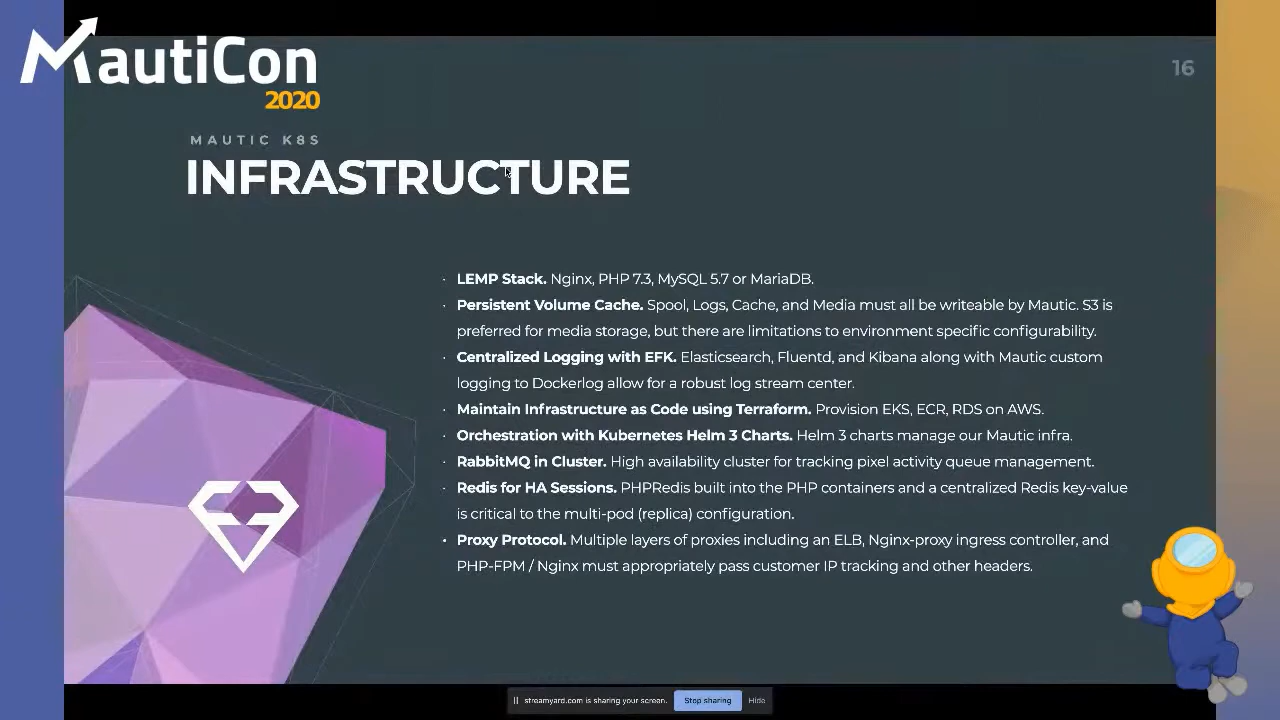 MautiCon
2020
16
MAUTIC K8S
INFRASTRUCTURE
· LEMP Stack. Nginx, PHP 7.3, MySQL 5.7 or MariaDB.
· Persistent Volume Cache. Spool, Logs, Cache, and Media must all be writeable by Mautic. S3 is
preferred for media storage, but there are limitations to environment specific configurability.
· Centralized Logging with EFK. Elasticsearch, Fluentd, and Kibana along with Mautic custom
logging to Dockerlog allow for a robust log stream center.
· Maintain Infrastructure as Code using Terraform. Provision EKS, ECR, RDS on AWS.
· Orchestration with Kubernetes Helm 3 Charts. Helm 3 charts manage our Mautic infra.
· RabbitMQ in Cluster. High availability cluster for tracking pixel activity queue management.
· Redis for HA Sessions. PHPRedis built into the PHP containers and a centralized Redis key-value
is critical to the multi-pod (replica) configuration.
· Proxy Protocol. Multiple layers of proxies including an ELB, Nginx-proxy ingress controller, and
PHP-FPM / Nginx must appropriately pass customer IP tracking and other headers.
streamyard.com is sharing your screen. Stop sharing Hide